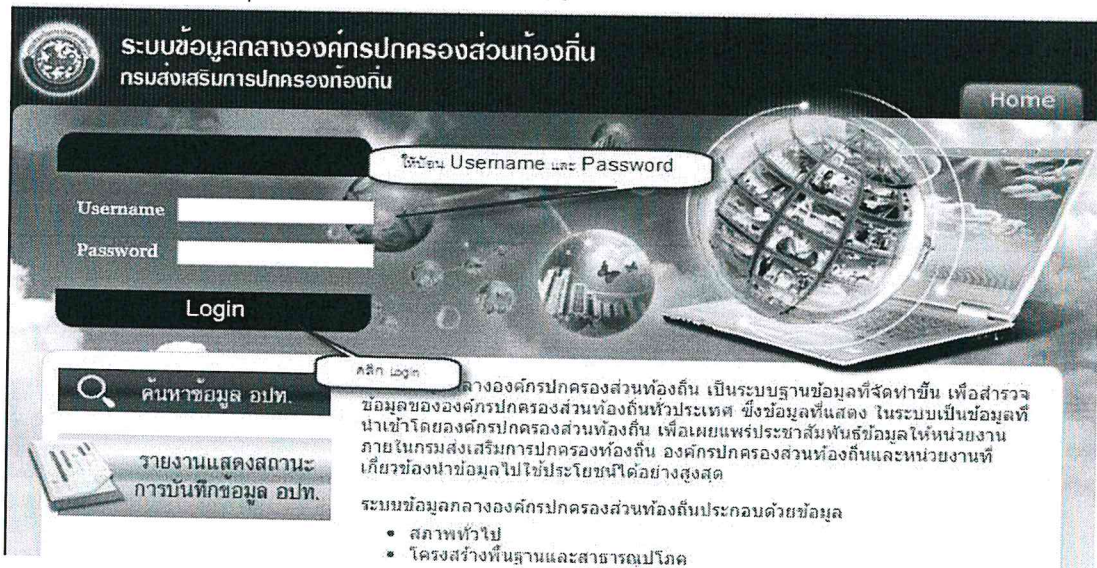 ระบบข้อมูลกลางองค์กรปกครองส่วนท้องถิ่น
กรมส่งเสริมการปกครองท้องถิ่น
Home
ให้ป้อน Username และ Password
Username
Password
Login
คลิก Login
ค้นหาข้อมูล อปท.
รายงานแสดงสถานะ
การบันทึกข้อมูล อปท.
ลางองค์กรปกครองส่วนท้องถิ่น เป็นระบบฐานข้อมูลที่จัดทำขึ้น เพื่อสำรวจ
ข้อมูลขององค์กรปกครองส่วนท้องถิ่นทั่วประเทศ ซึ่งข้อมูลที่แสดง ในระบบเป็นข้อมูลที่
นำเข้าโดยองค์กรปกครองส่วนท้องถิ่น เพื่อเผยแพร่ประชาสัมพันธ์ข้อมูลให้หน่วยงาน
ภายในกรมส่งเสริมการปกครองท้องถิ่น องค์กรปกครองส่วนท้องถิ่นและหน่วยงานที่
เกี่ยวข้องนำข้อมูลไปใช้ประโยชน์ได้อย่างสูงสุด
ระบบข้อมูลกลางองค์กรปกครองส่วนท้องถิ่นประกอบด้วยข้อมูล
• สภาพทั่วไป
• โครงสร้างพื้นฐานและสาธารณูปโภค